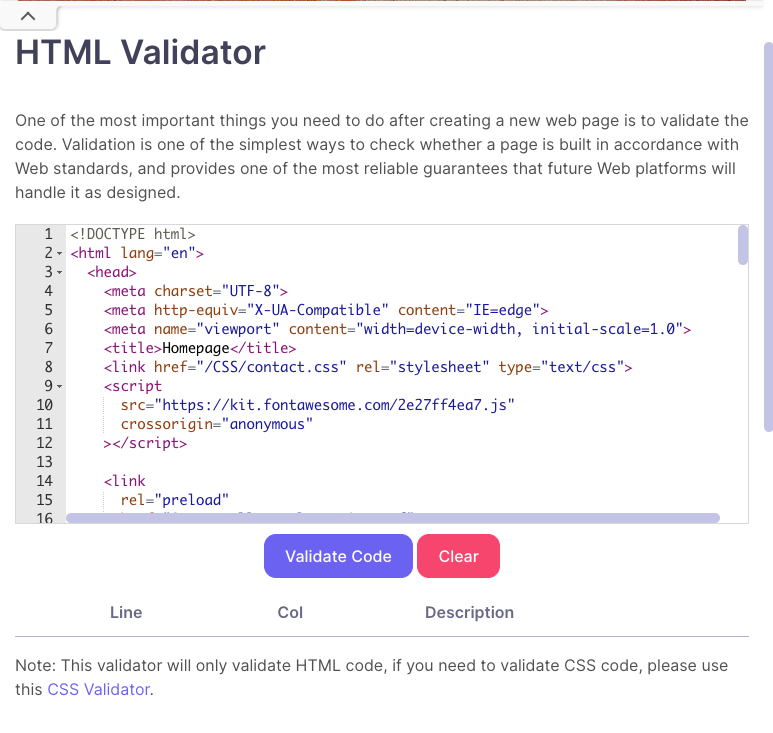 HTML Validator
One of the most important things you need to do after creating a new web page is to validate the
code. Validation is one of the simplest ways to check whether a page is built in accordance with
Web standards, and provides one of the most reliable guarantees that future Web platforms will
handle it as designed.
1 <!DOCTYPE html>
2 <html lang="en">
3 <head>
4 <meta charset="UTF-8">
5 <meta http-equiv="X-UA-Compatible" content="IE=edge">
6 <meta name="viewport" content="width=device-width, initial-scale=1.0">
7 <title>Homepage</title>
8 <link href="/CSS/contact.css" rel="stylesheet" type="text/css">
9 <script
10 src="https://kit.fontawesome.com/2e27ff4ea7.js"
11 crossorigin="anonymous"
12 ></script>
13
14 <link
15 rel="preload"
16
Validate Code Clear
Line Col Description
Note: This validator will only validate HTML code, if you need to validate CSS code, please use
this CSS Validator.